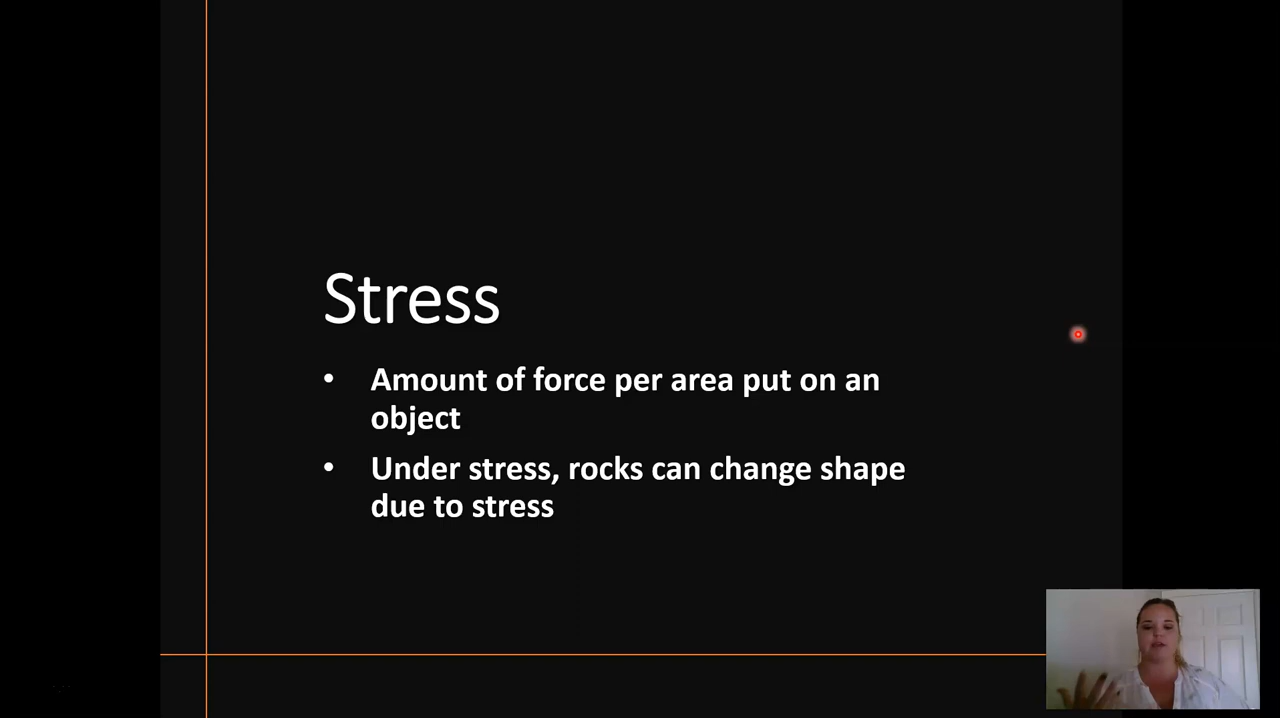 Stress
• Amount of force per area put on an
object
• Under stress, rocks can change shape
due to stress